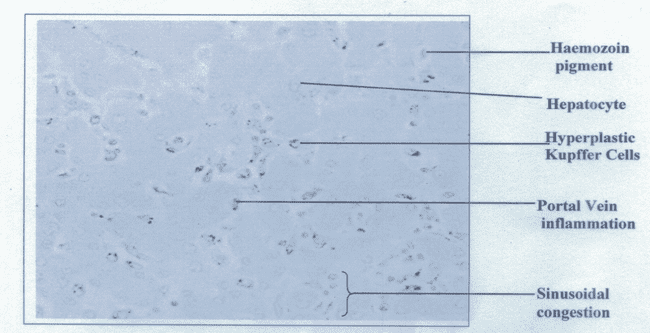 Haemozoin
pigment
Hepatocyte
Hyperplastic
Kupffer Cells
Portal Vein
inflammation
Sinusoidal
congestion